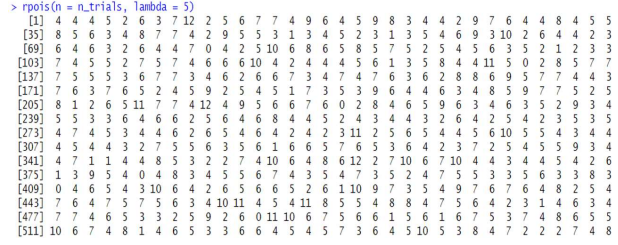 > rpois(n = n_trials, lambda = 5)
[1] 4 4 4 5 2 6 3 7 12 2 5 6 7 7 4 9 6 4 5 9 8 3 4 4 2 9 7 6 4 4 8 4 5 5
[35] 8 5 6 3 4 8 7 7 4 2 9 5 5 3 1 3 4 5 2 3 1 3 5 4 6 9 3 10 2 6 4 4 2 3
[69] 6 4 4 5 3 2 6 4 4 7 0 4 2 5 10 6 8 6 5 8 5 7 5 2 5 4 5 6 3 5 2 1 2 3 3
[103] 7 4 5 5 2 7 5 7 4 6 6 6 10 4 2 4 4 4 5 6 1 3 5 8 4 4 11 5 0 2 8 5 7 7
[137] 7 5 5 5 3 6 7 7 3 4 6 2 6 6 7 3 4 7 4 7 6 3 6 2 8 8 6 9 5 7 7 4 4 3
[171] 7 6 3 7 6 5 2 4 5 9 2 5 4 5 1 7 3 5 3 9 6 4 4 6 3 4 8 5 9 7 7 5 2 5
[205] 8 1 2 6 5 11 7 7 4 12 4 9 5 6 6 7 6 0 2 8 4 6 5 9 6 3 4 6 3 5 2 9 3 4
[239] 5 5 3 3 6 4 6 6 2 5 6 4 6 8 4 4 5 2 4 3 4 3 5 6 9 3 6 4 2 5 4 2 3 5 3 5
[273] 4 7 4 5 3 4 4 6 2 6 5 4 6 4 2 4 2 3 11 2 5 6 5 4 4 5 6 10 5 5 4 3 4 4
[307] 4 5 4 4 3 2 7 5 5 6 3 5 6 1 6 6 5 7 6 5 3 6 4 2 3 7 2 5 4 5 5 9 3 4
[341] 4 7 1 1 4 4 8 5 3 2 2 7 4 10 6 4 8 6 12 2 7 10 6 7 10 4 4 3 4 4 5 4 2 6
[375] 1 3 9 5 4 0 4 8 3 4 5 5 6 7 4 3 5 4 7 3 5 2 4 7 5 5 3 3 5 6 3 3 8 3
[409] 0 4 6 5 4 3 10 6 4 2 6 5 6 6 5 2 6 1 10 9 7 3 5 4 9 7 6 7 6 4 8 2 5 4
[443] 7 6 4 7 5 7 5 6 3 4 10 11 4 5 4 11 8 5 5 4 8 8 4 7 5 6 4 2 3 1 4 6 3 4
[477] 7 7 4 6 5 3 3 2 5 9 2 6 0 11 10 6 7 5 6 6 1 5 6 1 6 7 5 3 7 4 8 6 5 5
[511] 10 6 7 4 8 1 4 6 5 3 3 6 6 4 5 4 5 7 3 6 4 5 10 5 3 8 4 7 2 2 2 7 4 8